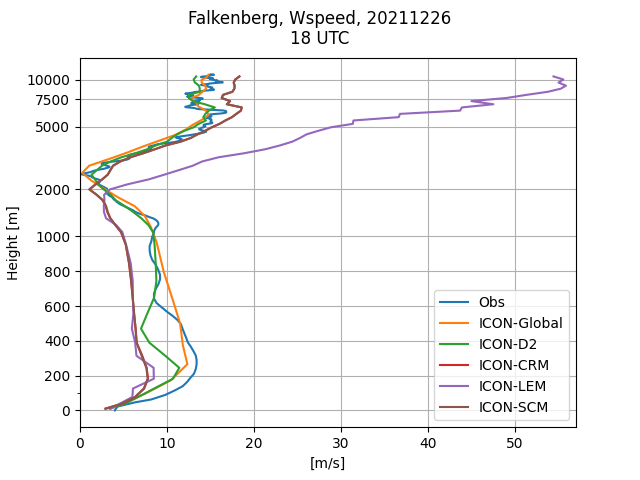 Falkenberg, Wspeed, 20211226
18 UTC
10000
7500
5000
2000
1000
800
600
400
200
0
Height [m]
0 10 20 30 40 50
[m/s]
Obs
ICON-Global
ICON-D2
ICON-CRM
ICON-LEM
ICON-SCM